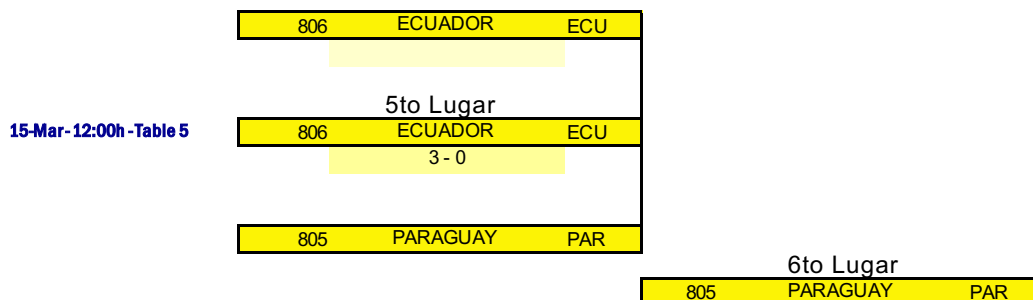 806 ECUADOR ECU
5to Lugar
15-Mar-12:00h-Table 5
806 ECUADOR ECU
3 - 0
805 PARAGUAY PAR
6to Lugar
805 PARAGUAY PAR